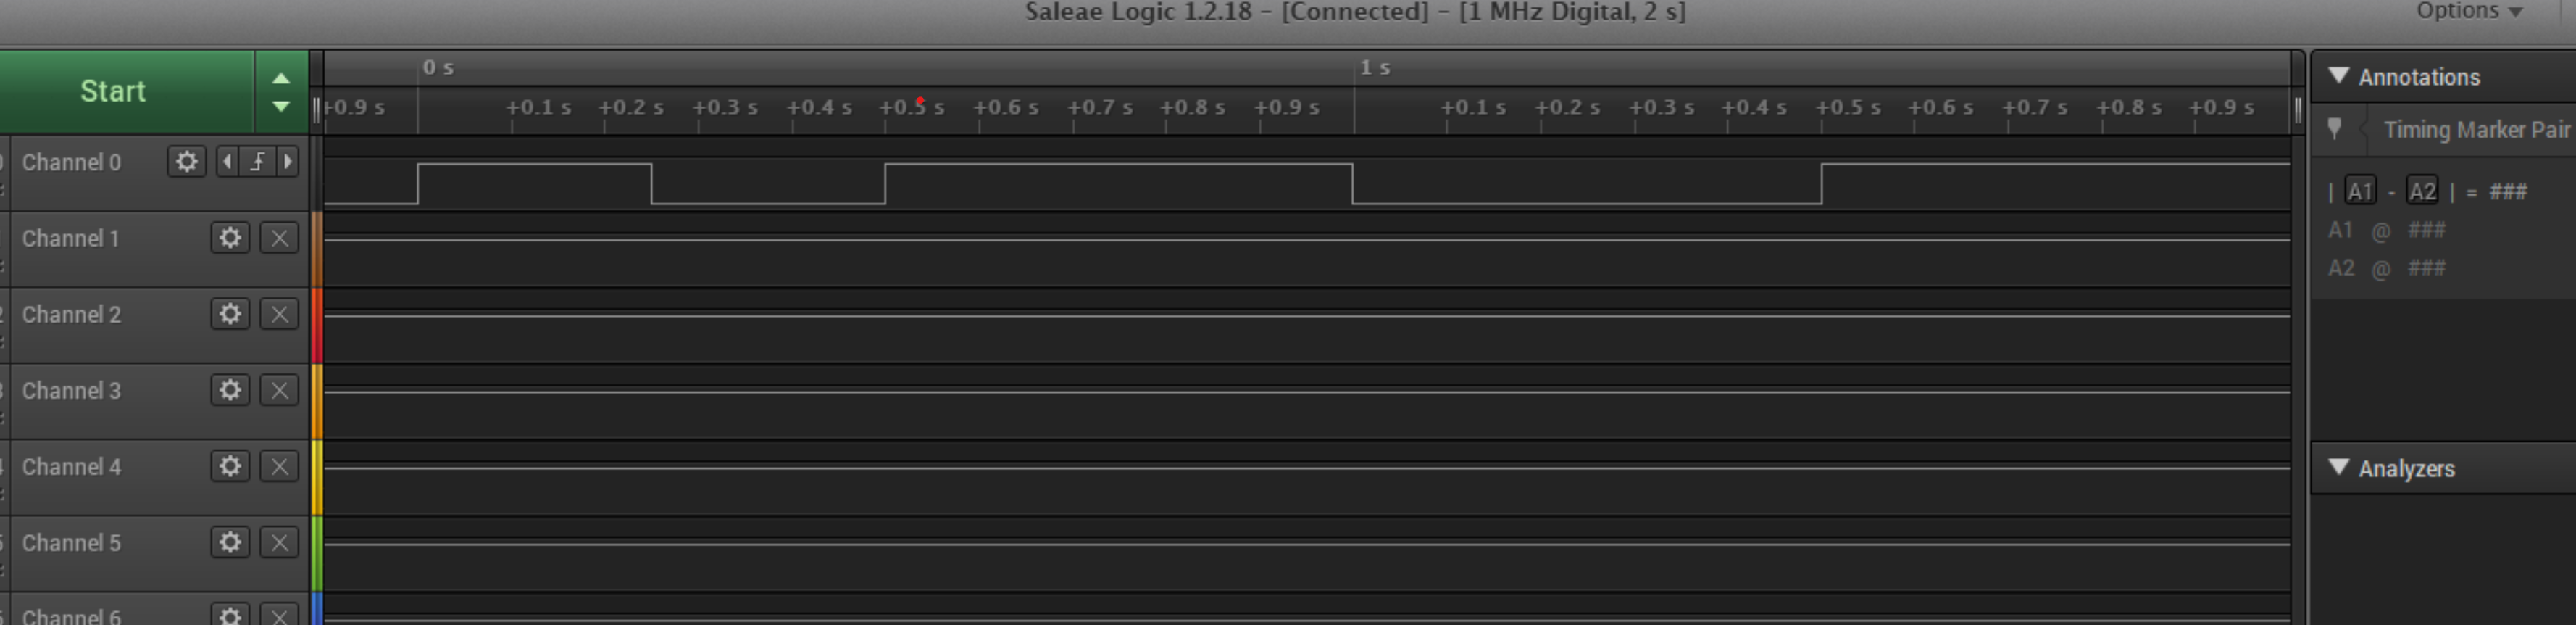 Saleae Logic 1.2.18 - [Connected] - [1 MHz Digital, 2 s]
Options
Start
0 s
1 s
+0.9 s +0.1 s +0.2 s +0.3 s +0.4 s +0.5 s +0.6 s +0.7 s +0.8 s +0.9 s +0.1 s +0.2 s +0.3 s +0.4 s +0.5 s +0.6 s +0.7 s +0.8 s +0.9 s
Channel 0
Channel 1
Channel 2
Channel 3
Channel 4
Channel 5
Channel 6
Annotations
Timing Marker Pair
| A1 - A2 | = ###
A1 @ ###
A2 @ ###
Analyzers